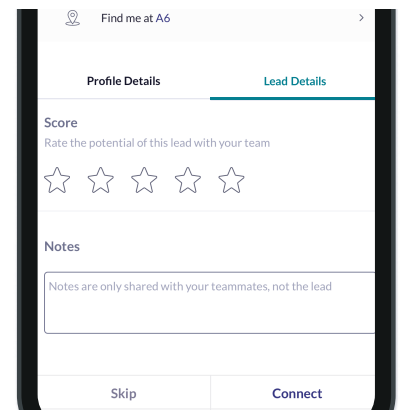 Find me at A6
Profile Details
Lead Details
Score
Rate the potential of this lead with your team
Notes
Notes are only shared with your teammates, not the lead
Skip
Connect